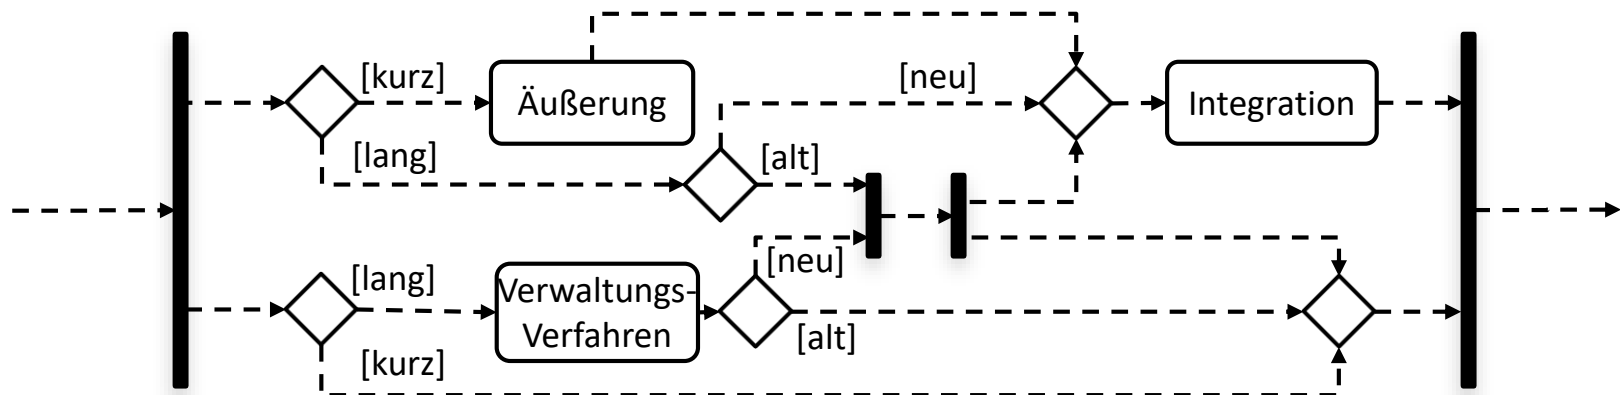 [kurz]
Äußerung
[neu]
Integration
[lang]
[alt]
[neu]
[lang]
Verwaltungs-
Verfahren
[alt]
[kurz]